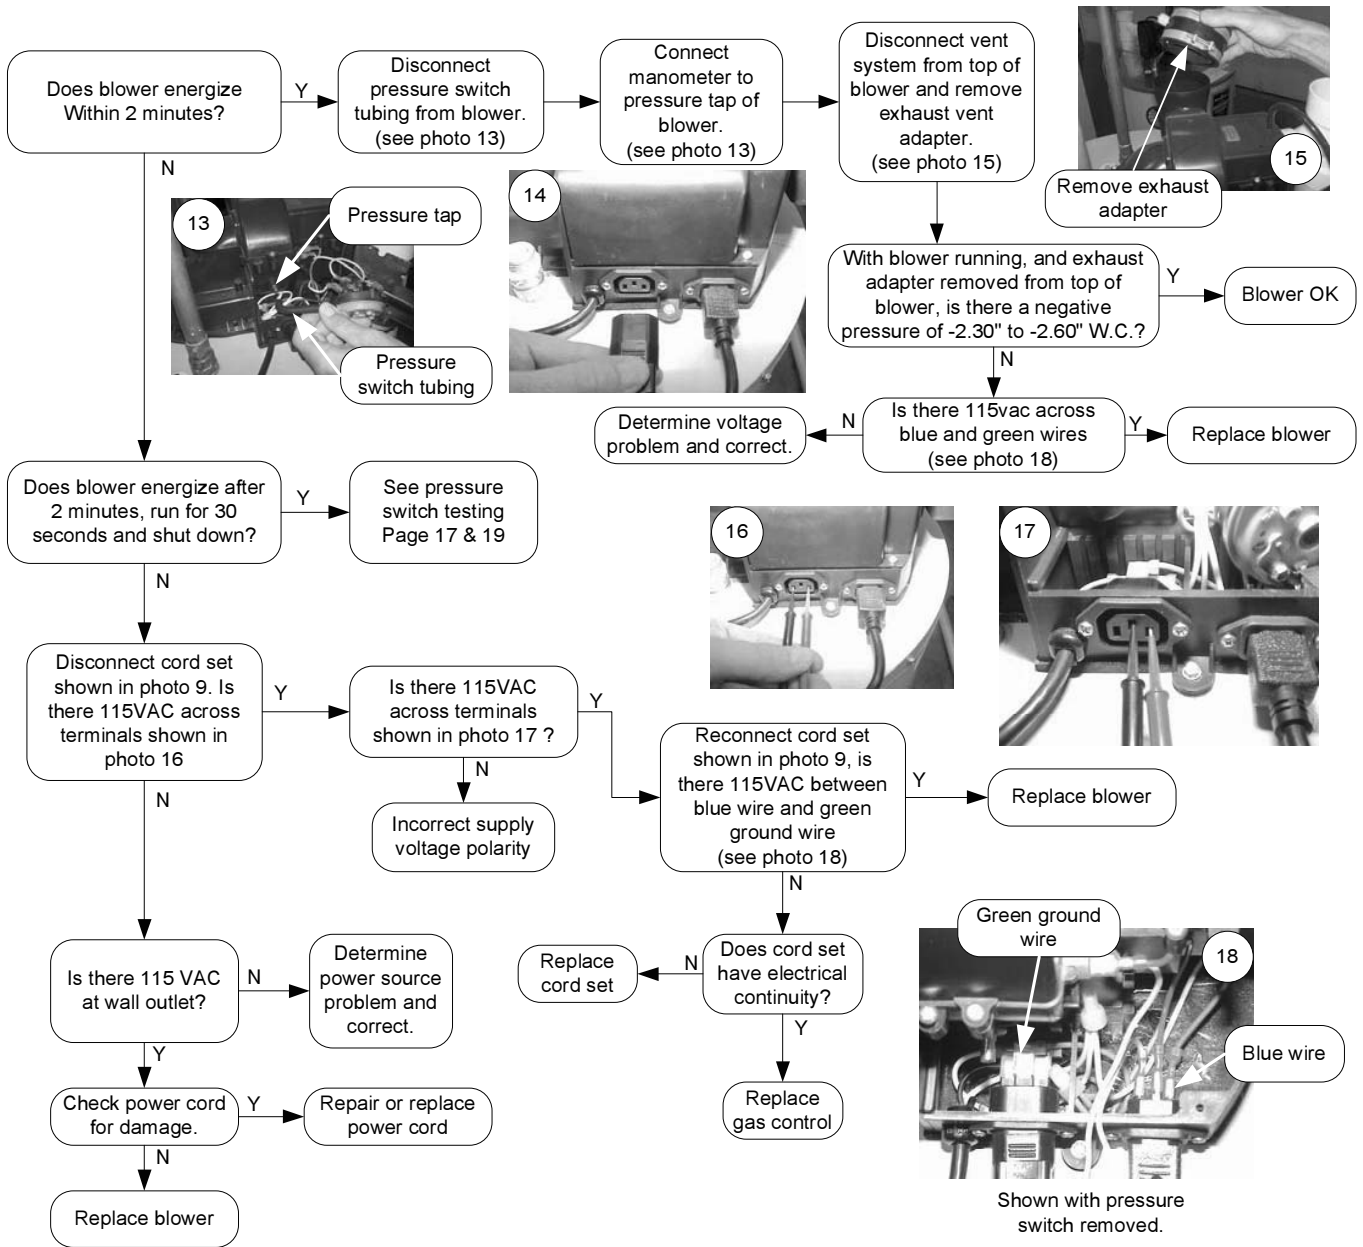 Does blower energize
Within 2 minutes?
Y
Disconnect
pressure switch
tubing from blower.
(see photo 13)
Connect
manometer to
pressure tap of
blower.
(see photo 13)
Disconnect vent
system from top of
blower and remove
exhaust vent
adapter.
(see photo 15)
15
Remove exhaust
adapter
N
13
Pressure tap
Pressure
switch tubing
14
With blower running, and exhaust
adapter removed from top of
blower, is there a negative
pressure of -2.30" to -2.60" W.C.?
Y
Blower OK
N
Is there 115vac across
blue and green wires
(see photo 18)
N
Determine voltage
problem and correct.
Y
Replace blower
Does blower energize after
2 minutes, run for 30
seconds and shut down?
Y
See pressure
switch testing
Page 17 & 19
16
17
N
Disconnect cord set
shown in photo 9. Is
there 115VAC across
terminals shown in
photo 16
Y
Is there 115VAC
across terminals
shown in photo 17 ?
Y
N
Incorrect supply
voltage polarity
Reconnect cord set
shown in photo 9, is
there 115VAC between
blue wire and green
ground wire
(see photo 18)
Y
Replace blower
N
Does cord set
have electrical
continuity?
N
Replace
cord set
Y
Replace
gas control
N
Is there 115 VAC
at wall outlet?
N
Determine
power source
problem and
correct.
Y
Check power cord
for damage.
Y
Repair or replace
power cord
N
Replace blower
Green ground
wire
18
Blue wire
Shown with pressure
switch removed.